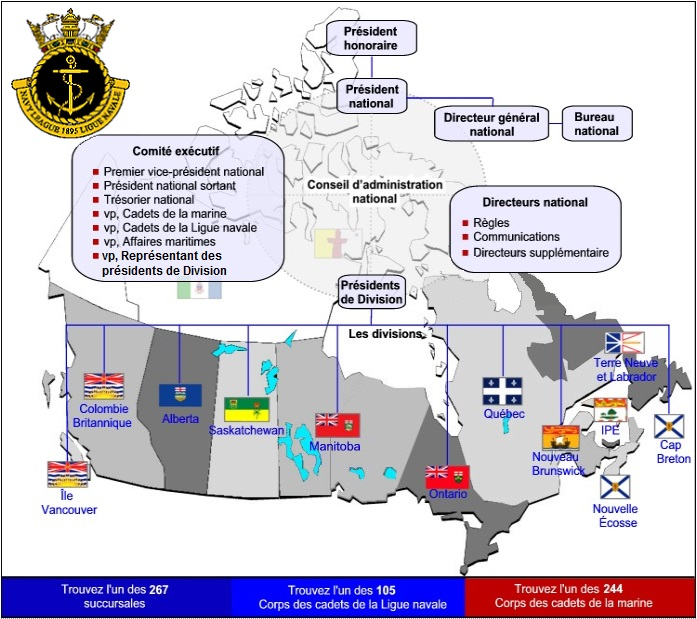 NAVY LEAGUE 1895 LIGUE NAVALE
Président
honoraire
Président
national
Directeur général
national
Bureau
national
Comité exécutif
Premier vice-président national
Président national sortant
Trésorier national
vp, Cadets de la marine
vp, Cadets de la Ligue navale
vp, Affaires maritimes
vp, Représentant des
présidents de Division
Conseil d'administration
national
Directeurs national
Règles
Communications
Directeurs supplémentaire
Présidents
de Division
Les divisions
Terre Neuve
et Labrador
Colombie
Britannique
Alberta
Saskatchewan
Manitoba
Québec
IPE
Cap
Breton
Nouveau
Brunswick
Île
Vancouver
Ontario
Nouvelle
Écosse
Trouvez l'un des 267
succursales
Trouvez l'un des 105
Corps des cadets de la Ligue navale
Trouvez l'un des 244
Corps des cadets de la marine